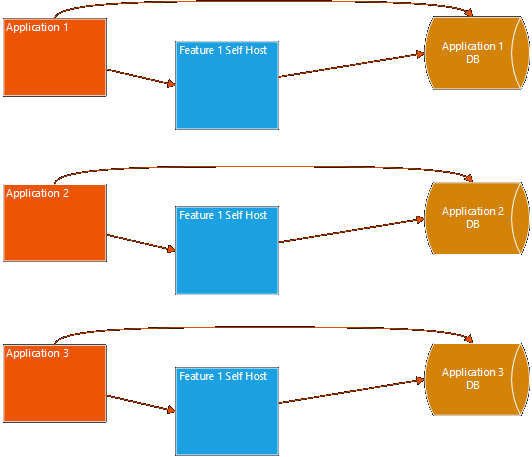 Application 1
Feature 1 Self Host
Application 1
DB
Application 2
Feature 1 Self Host
Application 2
DB
Application 3
Feature 1 Self Host
Application 3
DB